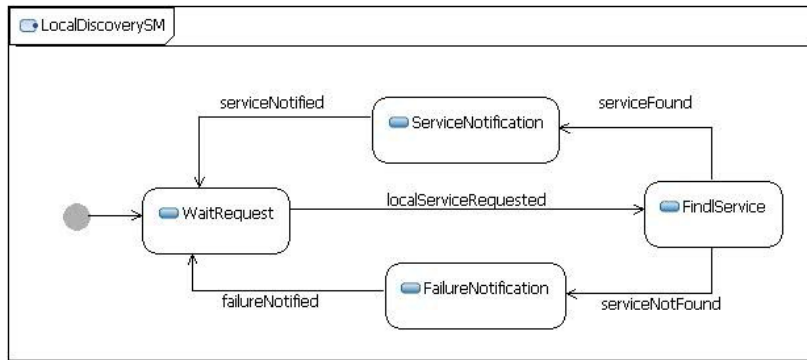 LocalDiscoverySM
serviceNotified
serviceFound
ServiceNotification
WaitRequest
localServiceRequested
FindlService
FailureNotification
failureNotified
serviceNotFound